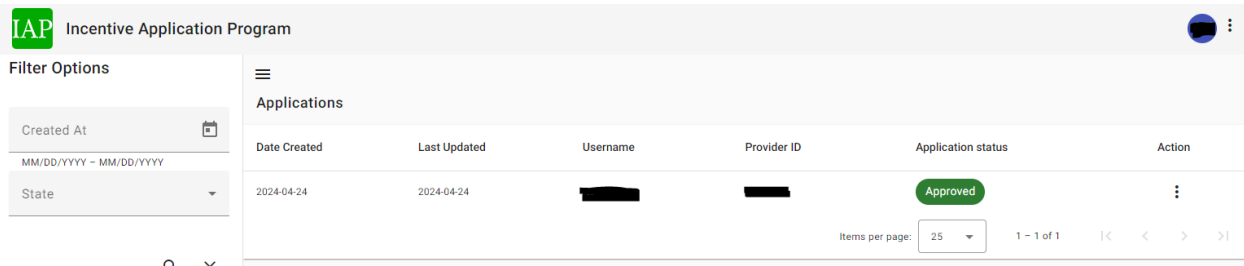 IAP Incentive Application Program
Filter Options
Created At
MM/DD/YYYY – MM/DD/YYYY
State
Applications
Date Created Last Updated Username Provider ID Application status Action
2024-04-24 2024-04-24 Approved
Items per page: 25 1 – 1 of 1